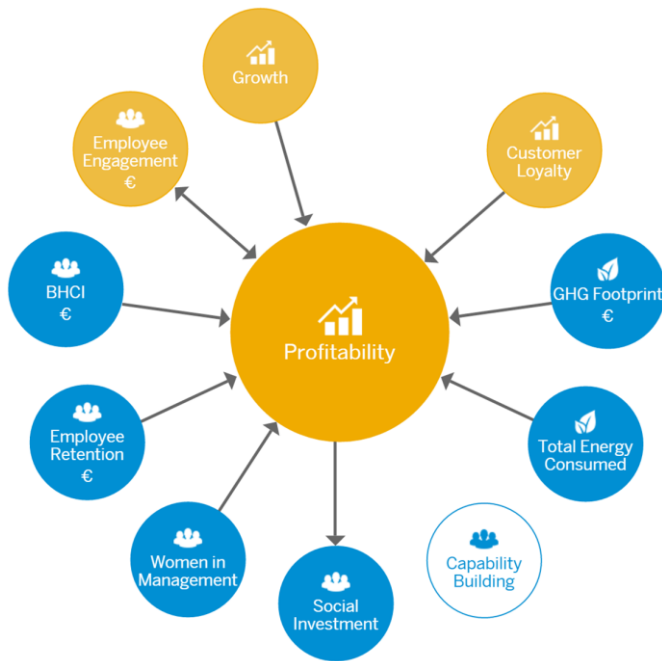 Growth
Employee
Engagement
€
Customer
Loyalty
BHCI
€
GHG Footprint
€
Profitability
Employee
Retention
€
Total Energy
Consumed
Women in
Management
Social
Investment
Capability
Building